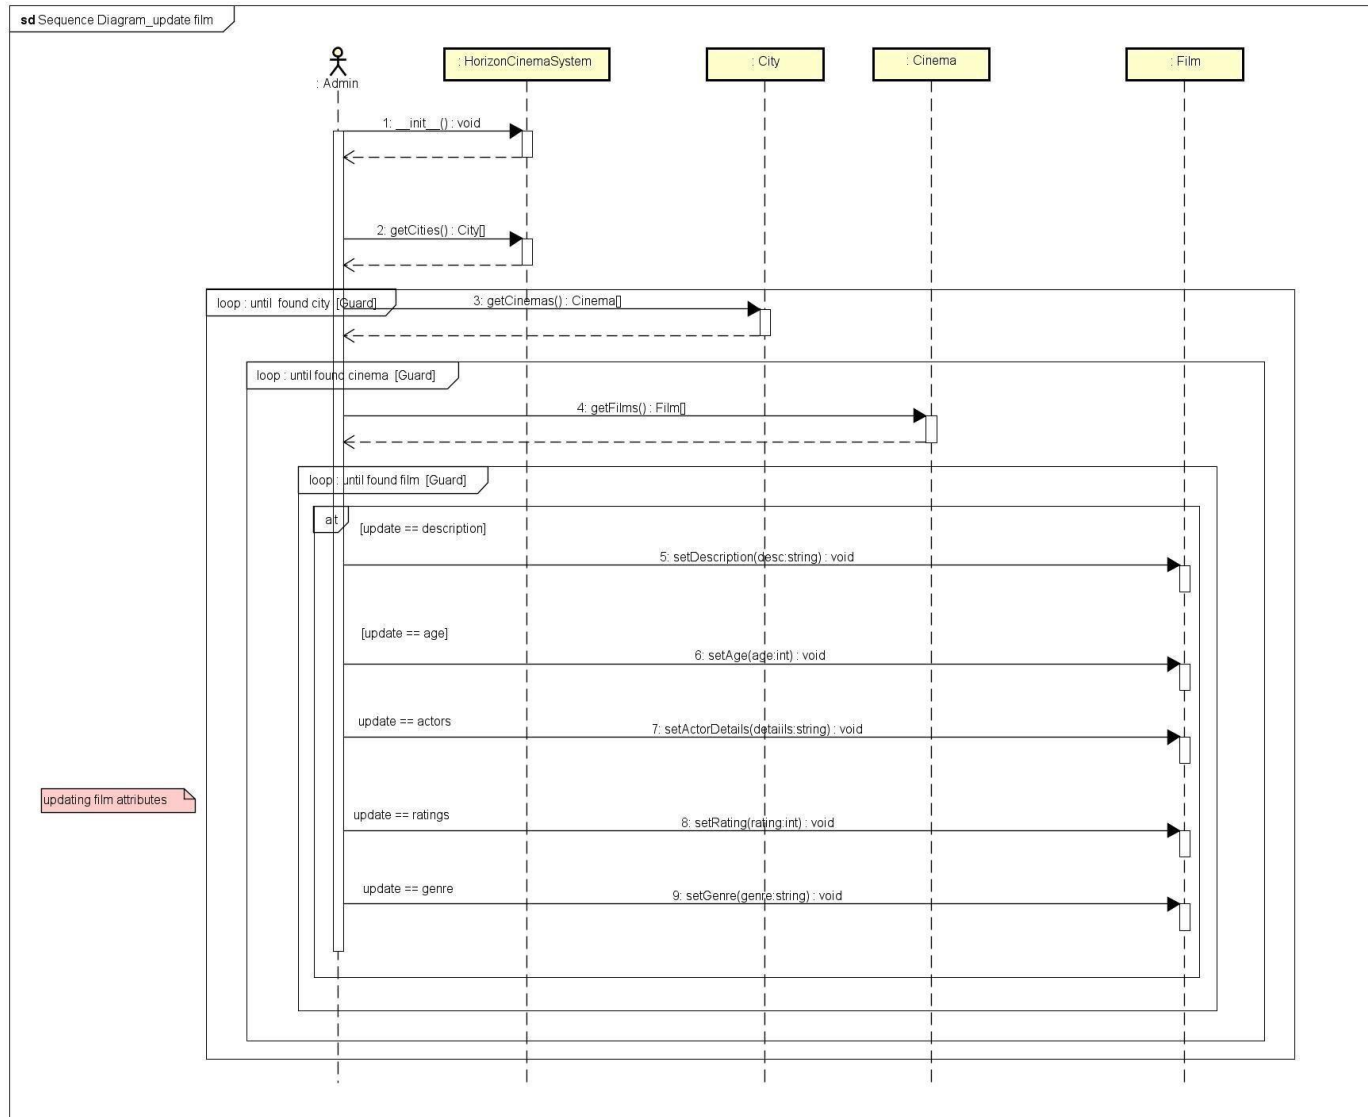 sd Sequence Diagram_update film
: Admin
: HorizonCinemaSystem
: City
: Cinema
: Film
1: __init__() : void
2: getCities() : City[]
loop : until found city [Guard]
3: getCinemas() : Cinema[]
loop : until found cinema [Guard]
4: getFilms() : Film[]
loop : until found film [Guard]
alt
[update == description]
5: setDescription(desc:string) : void
[update == age]
6: setAge(age:int) : void
update == actors
7: setActorDetails(detaiils:string) : void
updating film attributes
update == ratings
8: setRating(rating:int) : void
update == genre
9: setGenre(genre:string) : void